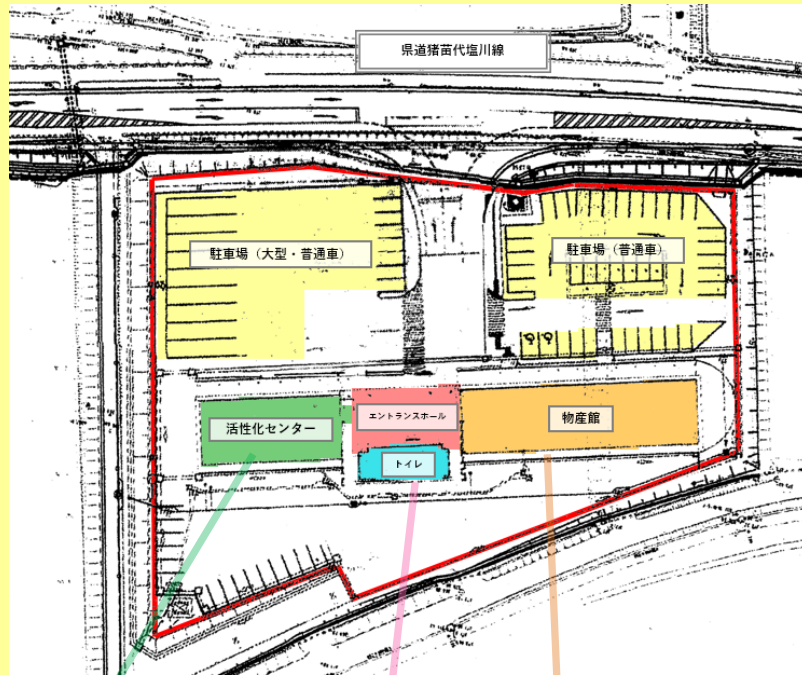 県道猪苗代塩川線
駐車場（大型・普通車）
駐車場（普通車）
活性化センター
エントランスホール
物産館
トイレ